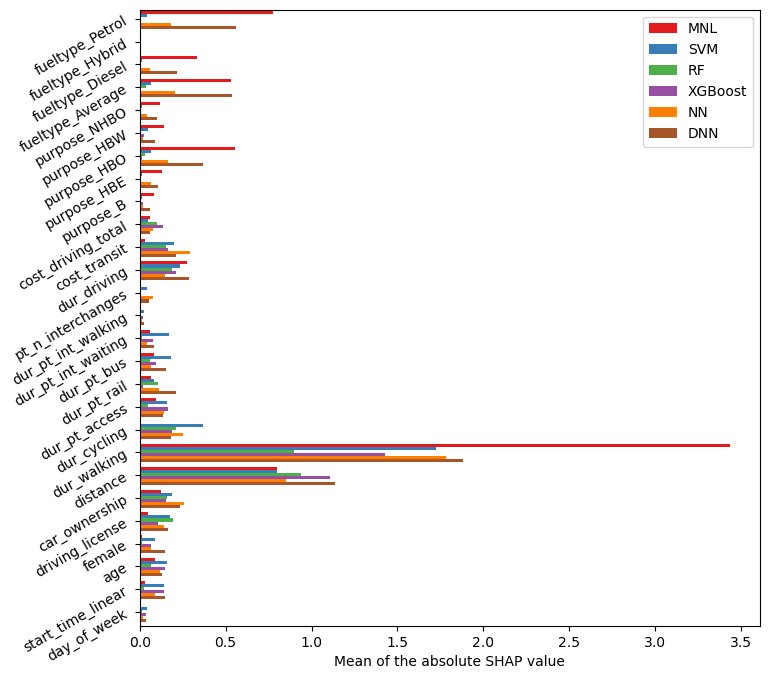 fueltype_Petrol
fueltype_Hybrid
fueltype_Diesel
fueltype_Average
purpose_NHBO
purpose_HBW
purpose_HBO
purpose_HBE
purpose_B
cost_driving_total
cost_transit
dur_driving
pt_n_interchanges
dur_pt_int_walking
dur_pt_int_waiting
dur_pt_bus
dur_pt_rail
dur_pt_access
dur_cycling
dur_walking
distance
car_ownership
driving_license
female
age
start_time_linear
day_of_week
MNL
SVM
RF
XGBoost
NN
DNN
0.0 0.5 1.0 1.5 2.0 2.5 3.0 3.5
Mean of the absolute SHAP value